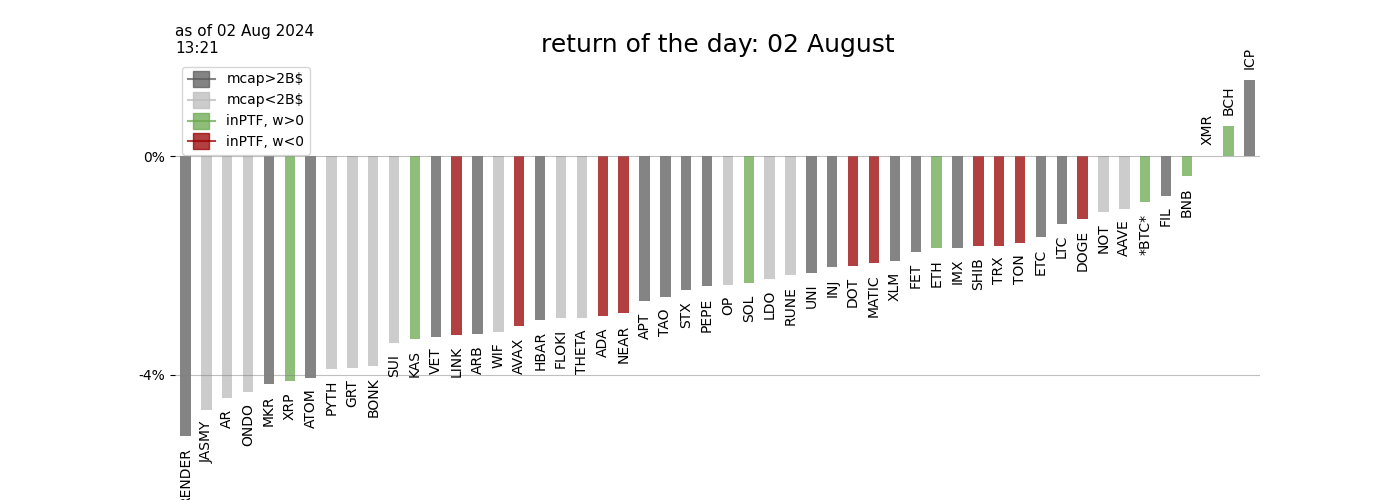 as of 02 Aug 2024
13:21
return of the day: 02 August
mcap>2B$
mcap<2B$
inPTF, w>0
inPTF, w<0
0%
-4%
RENDER
JASMY
AR
ONDO
MKR
XRP
ATOM
PYTH
GRT
BONK
SUI
KAS
VET
LINK
ARB
WIF
AVAX
HBAR
FLOKI
THETA
ADA
NEAR
APT
TAO
STX
PEPE
OP
SOL
LDO
RUNE
UNI
INJ
DOT
MATIC
XLM
FET
ETH
IMX
SHIB
TRX
TON
ETC
LTC
DOGE
NOT
AAVE
*BTC*
FIL
BNB
XMR
BCH
ICP